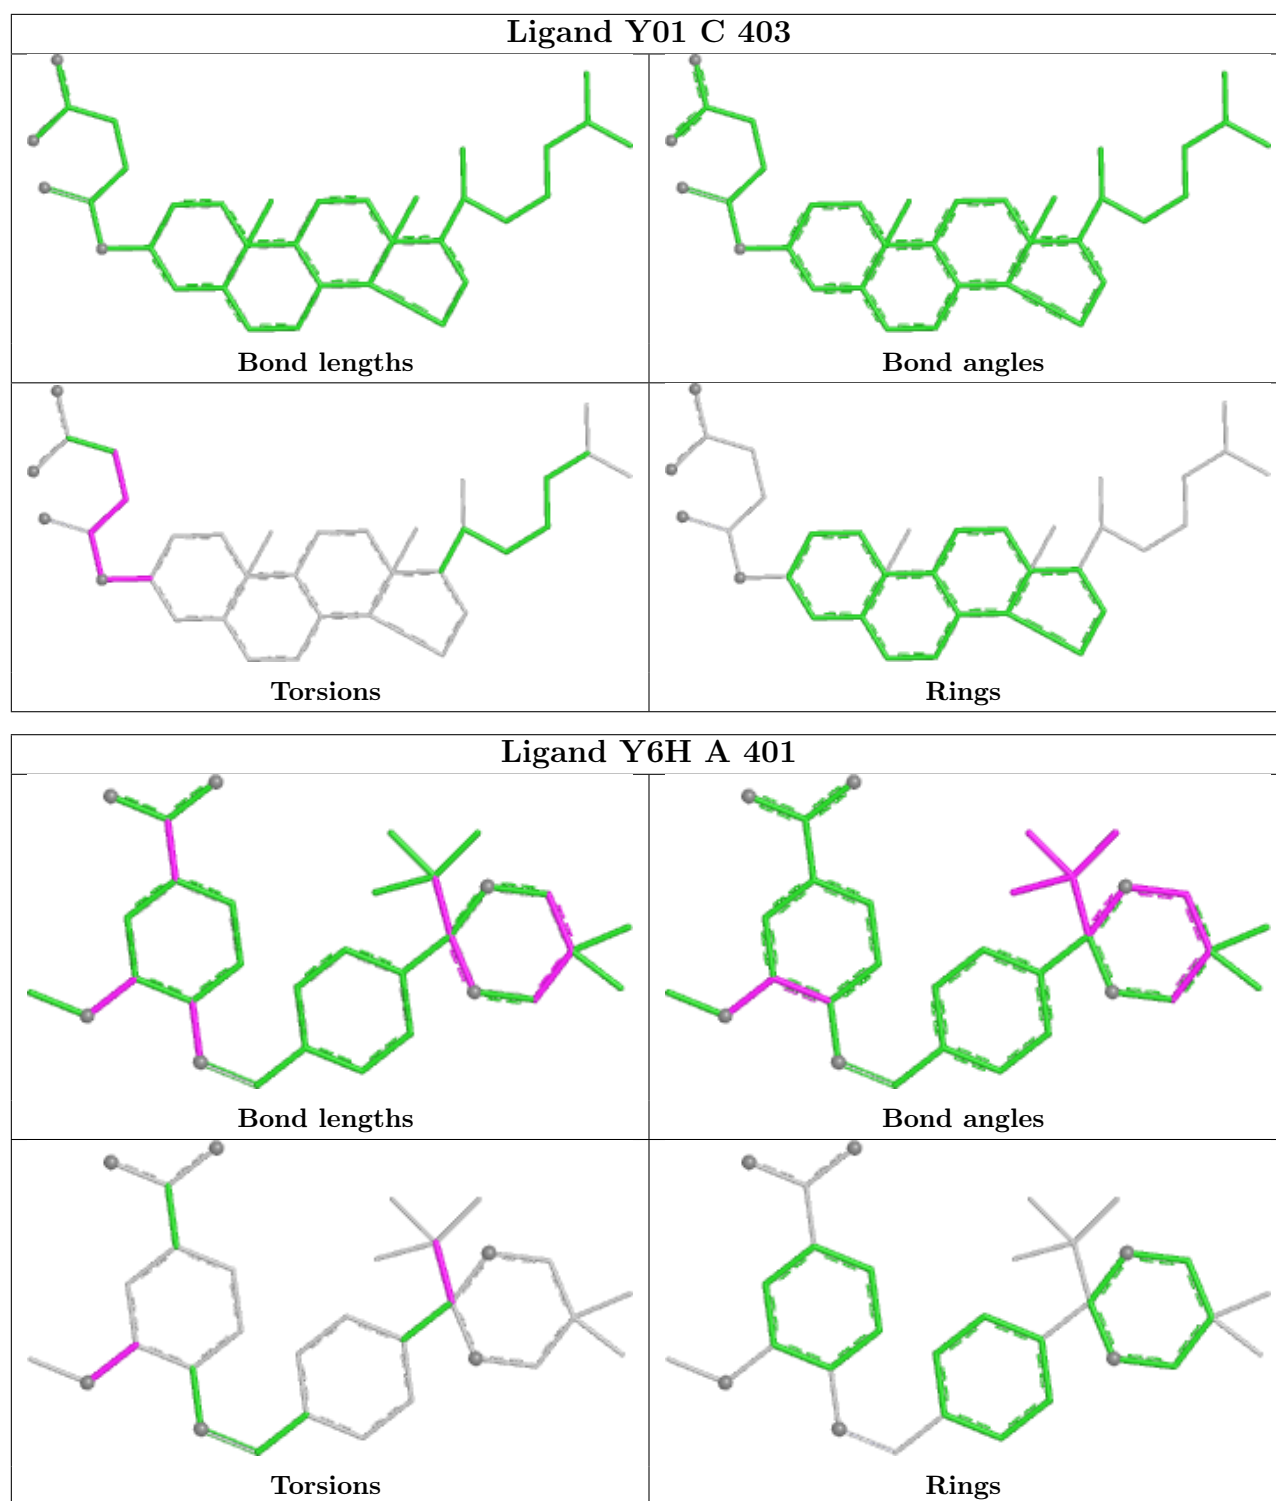 Ligand Y01 C 403
Bond lengths
Bond angles
Torsions
Rings
Ligand Y6H A 401
Bond lengths
Bond angles
Torsions
Rings